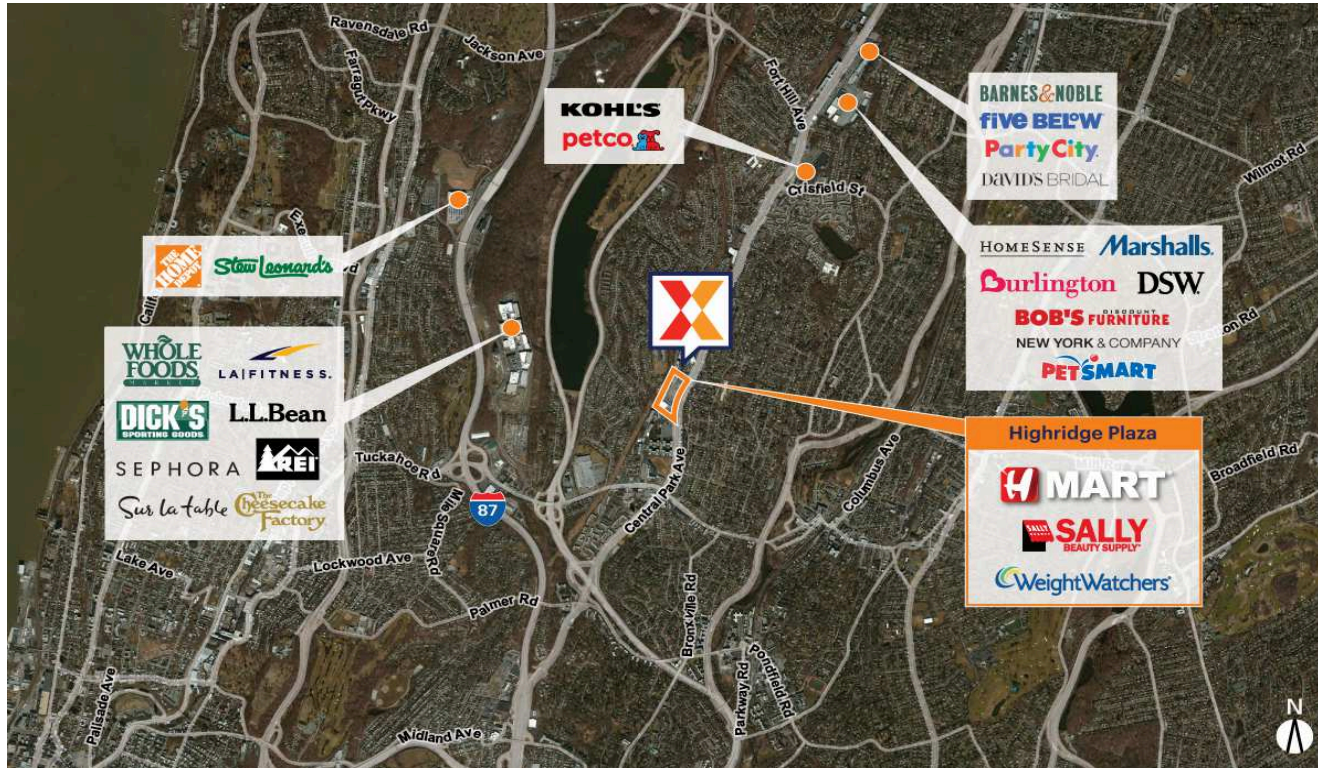 Ravensdale Rd
Jackson Ave
Farragut Pkwy
Fort Hill Ave
KOHL'S
petco
BARNES&NOBLE
five BELOW
PartyCity.
DAVID'S BRIDAL
Wilmot Rd
Crisfield St
THE HOME DEPOT
Stew Leonard's
HOMESENSE
Marshalls.
Burlington
DSW
BOB'S DISCOUNT FURNITURE
NEW YORK & COMPANY
PETSMART
WHOLE FOODS MARKET
LA|FITNESS.
DICK'S SPORTING GOODS
L.L.Bean
SEPHORA
REI
Sur la table
The Cheesecake Factory
Tuckahoe Rd
Mile Square Rd
87
Central Park Ave
Columbus Ave
Highridge Plaza
H MART
SALLY
BEAUTY SUPPLY
WeightWatchers
Broadfield Rd
Lake Ave
Lockwood Ave
Palmer Rd
Bronxville Rd
Pondfield Rd
Parkway Rd
Palisade Ave
Midland Ave
N